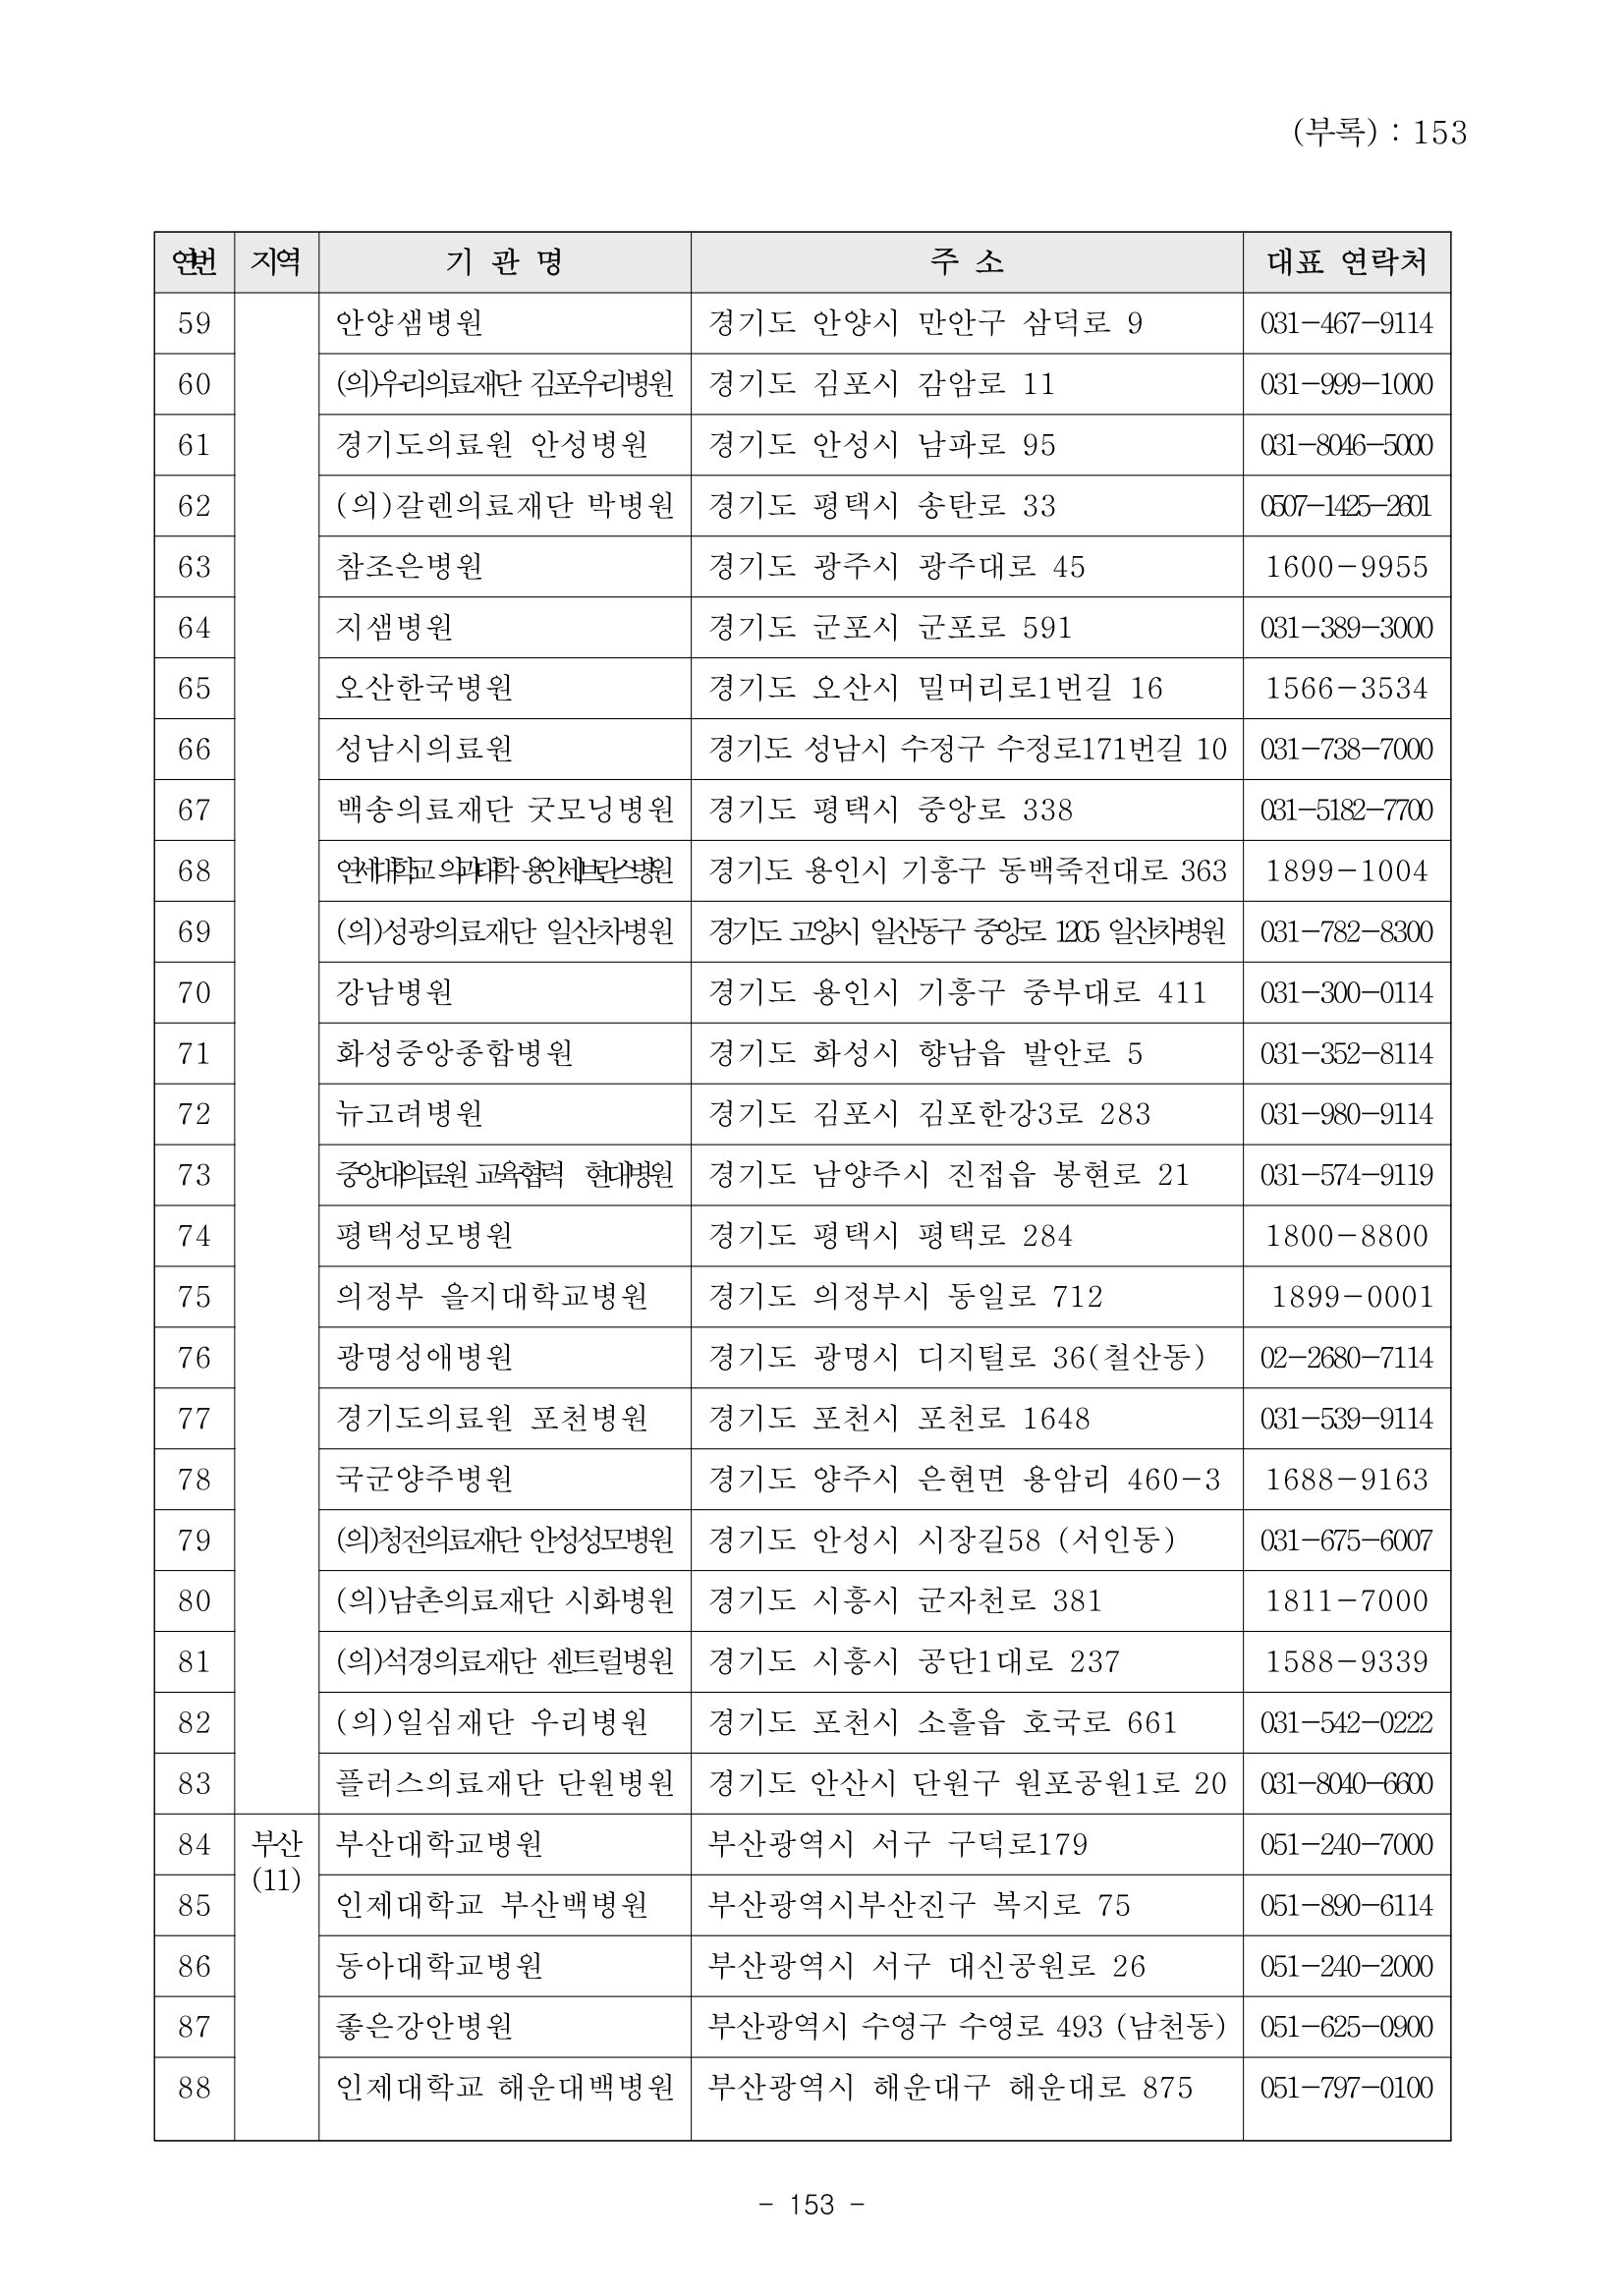 (부록) : 153
연번 지역 기 관 명 주 소 대표 연락처
59 안양샘병원 경기도 안양시 만안구 삼덕로 9 031-467-9114
60 (의)우리의료재단 김포우리병원 경기도 김포시 감암로 11 031-999-1000
61 경기도의료원 안성병원 경기도 안성시 남파로 95 031-8046-5000
62 (의)갈렌의료재단 박병원 경기도 평택시 송탄로 33 0507-1425-2601
63 참조은병원 경기도 광주시 광주대로 45 1600-9955
64 지샘병원 경기도 군포시 군포로 591 031-389-3000
65 오산한국병원 경기도 오산시 밀머리로1번길 16 1566-3534
66 성남시의료원 경기도 성남시 수정구 수정로171번길 10 031-738-7000
67 백송의료재단 굿모닝병원 경기도 평택시 중앙로 338 031-5182-7700
68 연세대학교 의과대학 용인세브란스병원 경기도 용인시 기흥구 동백죽전대로 363 1899-1004
69 (의)성광의료재단 일산차병원 경기도 고양시 일산동구 중앙로 1205 일산차병원 031-782-8300
70 강남병원 경기도 용인시 기흥구 중부대로 411 031-300-0114
71 화성중앙종합병원 경기도 화성시 향남읍 발안로 5 031-352-8114
72 뉴고려병원 경기도 김포시 김포한강3로 283 031-980-9114
73 중앙대의료원 교육협력 현대병원 경기도 남양주시 진접읍 봉현로 21 031-574-9119
74 평택성모병원 경기도 평택시 평택로 284 1800-8800
75 의정부 을지대학교병원 경기도 의정부시 동일로 712 1899-0001
76 광명성애병원 경기도 광명시 디지털로 36(철산동) 02-2680-7114
77 경기도의료원 포천병원 경기도 포천시 포천로 1648 031-539-9114
78 국군양주병원 경기도 양주시 은현면 용암리 460-3 1688-9163
79 (의)청전의료재단 안성성모병원 경기도 안성시 시장길58 (서인동) 031-675-6007
80 (의)남촌의료재단 시화병원 경기도 시흥시 군자천로 381 1811-7000
81 (의)석경의료재단 센트럴병원 경기도 시흥시 공단1대로 237 1588-9339
82 (의)일심재단 우리병원 경기도 포천시 소흘읍 호국로 661 031-542-0222
83 플러스의료재단 단원병원 경기도 안산시 단원구 원포공원1로 20 031-8040-6600
84 부산 부산대학교병원 부산광역시 서구 구덕로179 051-240-7000
(11)
85 인제대학교 부산백병원 부산광역시부산진구 복지로 75 051-890-6114
86 동아대학교병원 부산광역시 서구 대신공원로 26 051-240-2000
87 좋은강안병원 부산광역시 수영구 수영로 493 (남천동) 051-625-0900
88 인제대학교 해운대백병원 부산광역시 해운대구 해운대로 875 051-797-0100
- 153 -